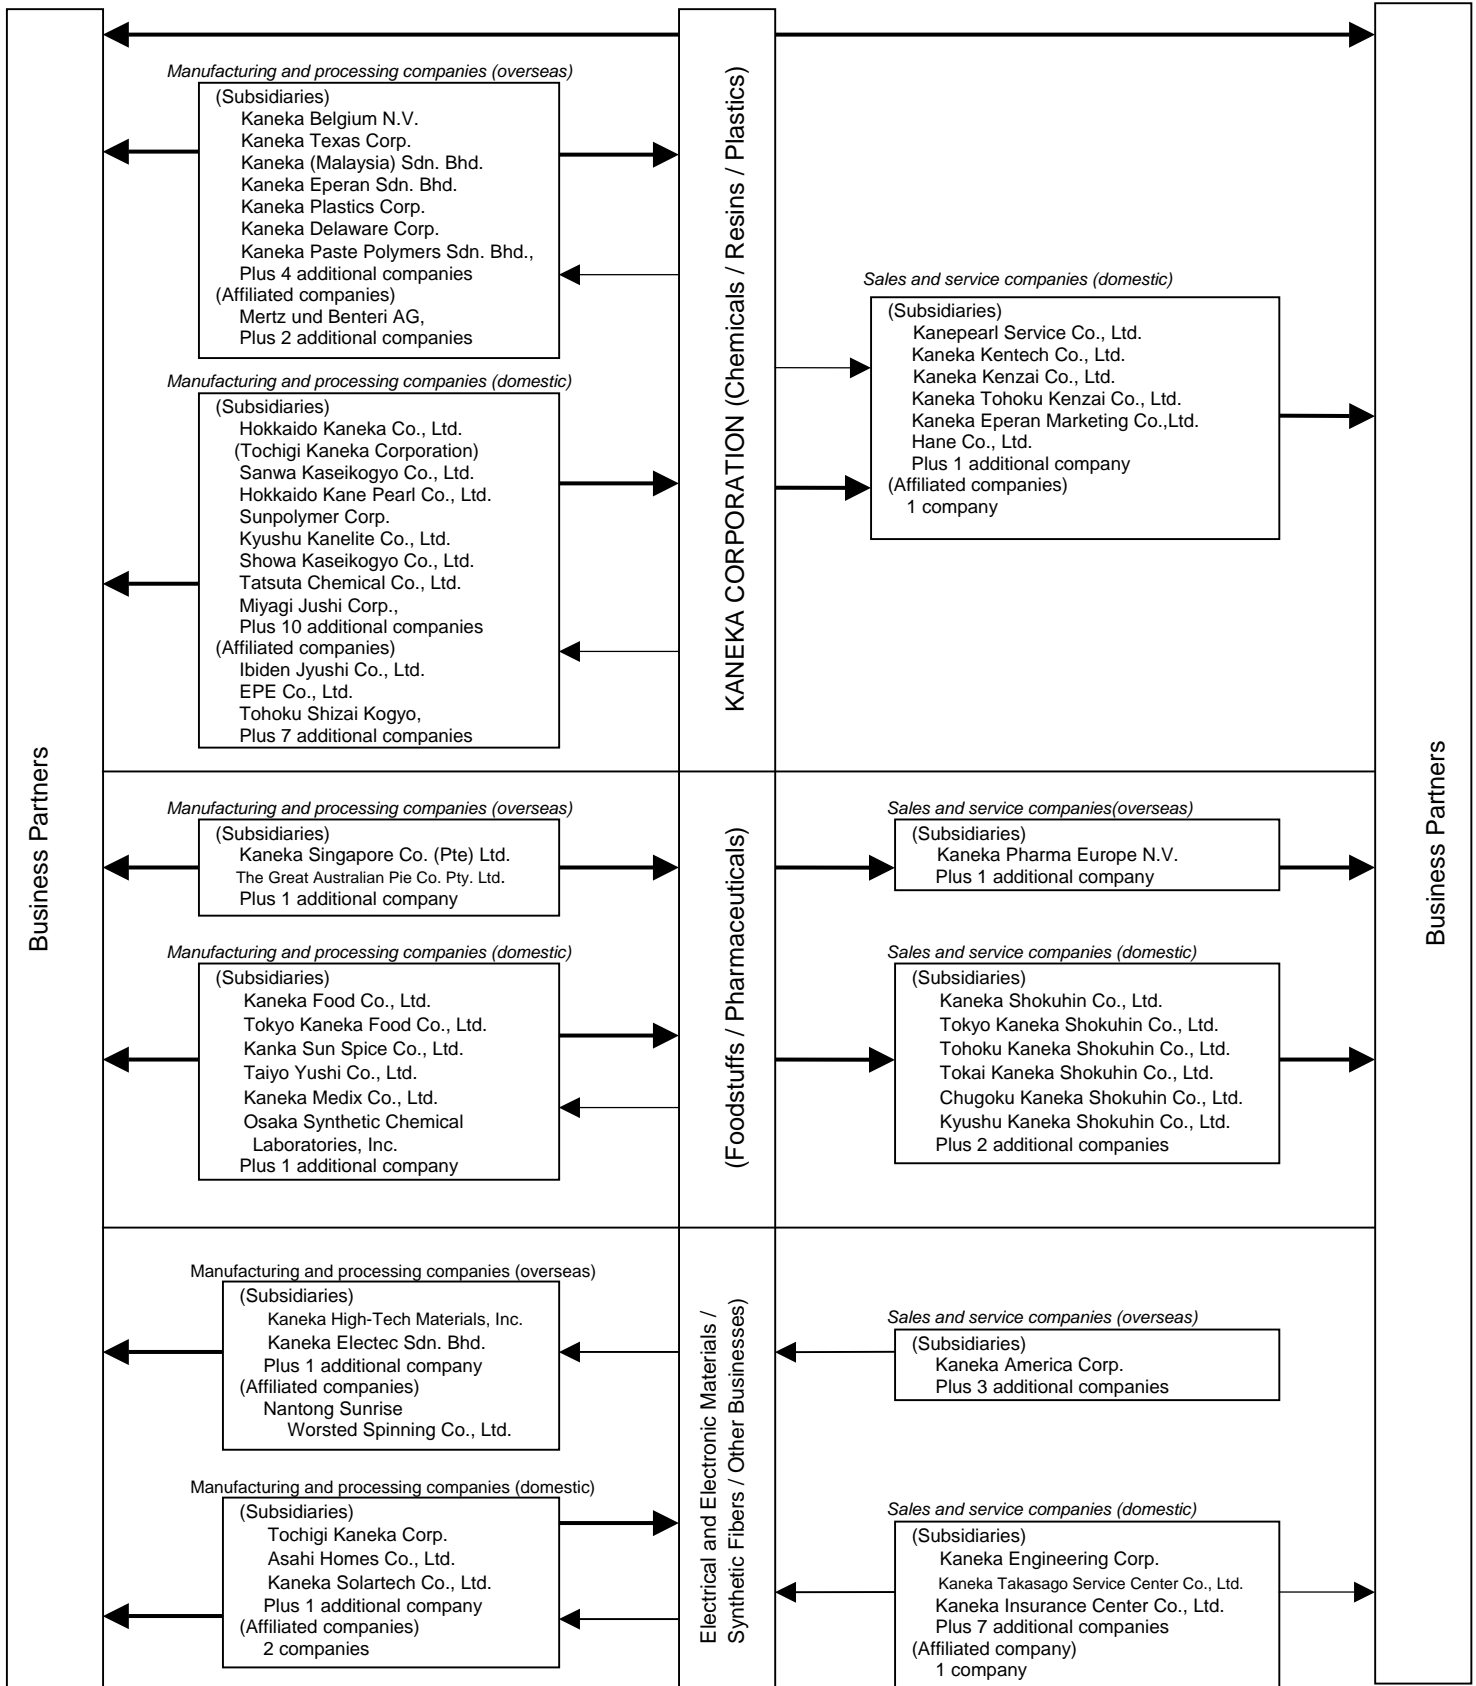 Business Partners
Manufacturing and processing companies (overseas)
(Subsidiaries)
Kaneka Belgium N.V.
Kaneka Texas Corp.
Kaneka (Malaysia) Sdn. Bhd.
Kaneka Eperan Sdn. Bhd.
Kaneka Plastics Corp.
Kaneka Delaware Corp.
Kaneka Paste Polymers Sdn. Bhd.,
Plus 4 additional companies
(Affiliated companies)
Mertz und Benteri AG,
Plus 2 additional companies
Manufacturing and processing companies (domestic)
(Subsidiaries)
Hokkaido Kaneka Co., Ltd.
(Tochigi Kaneka Corporation)
Sanwa Kaseikogyo Co., Ltd.
Hokkaido Kane Pearl Co., Ltd.
Sunpolymer Corp.
Kyushu Kanelite Co., Ltd.
Showa Kaseikogyo Co., Ltd.
Tatsuta Chemical Co., Ltd.
Miyagi Jushi Corp.,
Plus 10 additional companies
(Affiliated companies)
Ibiden Jyushi Co., Ltd.
EPE Co., Ltd.
Tohoku Shizai Kogyo,
Plus 7 additional companies
KANEKA CORPORATION (Chemicals / Resins / Plastics)
Sales and service companies (domestic)
(Subsidiaries)
Kanepearl Service Co., Ltd.
Kaneka Kentech Co., Ltd.
Kaneka Kenzai Co., Ltd.
Kaneka Tohoku Kenzai Co., Ltd.
Kaneka Eperan Marketing Co.,Ltd.
Hane Co., Ltd.
Plus 1 additional company
(Affiliated companies)
1 company
Business Partners
Manufacturing and processing companies (overseas)
(Subsidiaries)
Kaneka Singapore Co. (Pte) Ltd.
The Great Australian Pie Co. Pty. Ltd.
Plus 1 additional company
Manufacturing and processing companies (domestic)
(Subsidiaries)
Kaneka Food Co., Ltd.
Tokyo Kaneka Food Co., Ltd.
Kanka Sun Spice Co., Ltd.
Taiyo Yushi Co., Ltd.
Kaneka Medix Co., Ltd.
Osaka Synthetic Chemical
Laboratories, Inc.
Plus 1 additional company
(Foodstuffs / Pharmaceuticals)
Sales and service companies(overseas)
(Subsidiaries)
Kaneka Pharma Europe N.V.
Plus 1 additional company
Sales and service companies (domestic)
(Subsidiaries)
Kaneka Shokuhin Co., Ltd.
Tokyo Kaneka Shokuhin Co., Ltd.
Tohoku Kaneka Shokuhin Co., Ltd.
Tokai Kaneka Shokuhin Co., Ltd.
Chugoku Kaneka Shokuhin Co., Ltd.
Kyushu Kaneka Shokuhin Co., Ltd.
Plus 2 additional companies
Manufacturing and processing companies (overseas)
(Subsidiaries)
Kaneka High-Tech Materials, Inc.
Kaneka Electec Sdn. Bhd.
Plus 1 additional company
(Affiliated companies)
Nantong Sunrise
Worsted Spinning Co., Ltd.
Manufacturing and processing companies (domestic)
(Subsidiaries)
Tochigi Kaneka Corp.
Asahi Homes Co., Ltd.
Kaneka Solartech Co., Ltd.
Plus 1 additional company
(Affiliated companies)
2 companies
Electrical and Electronic Materials /
Synthetic Fibers / Other Businesses)
Sales and service companies (overseas)
(Subsidiaries)
Kaneka America Corp.
Plus 3 additional companies
Sales and service companies (domestic)
(Subsidiaries)
Kaneka Engineering Corp.
Kaneka Takasago Service Center Co., Ltd.
Kaneka Insurance Center Co., Ltd.
Plus 7 additional companies
(Affiliated company)
1 company